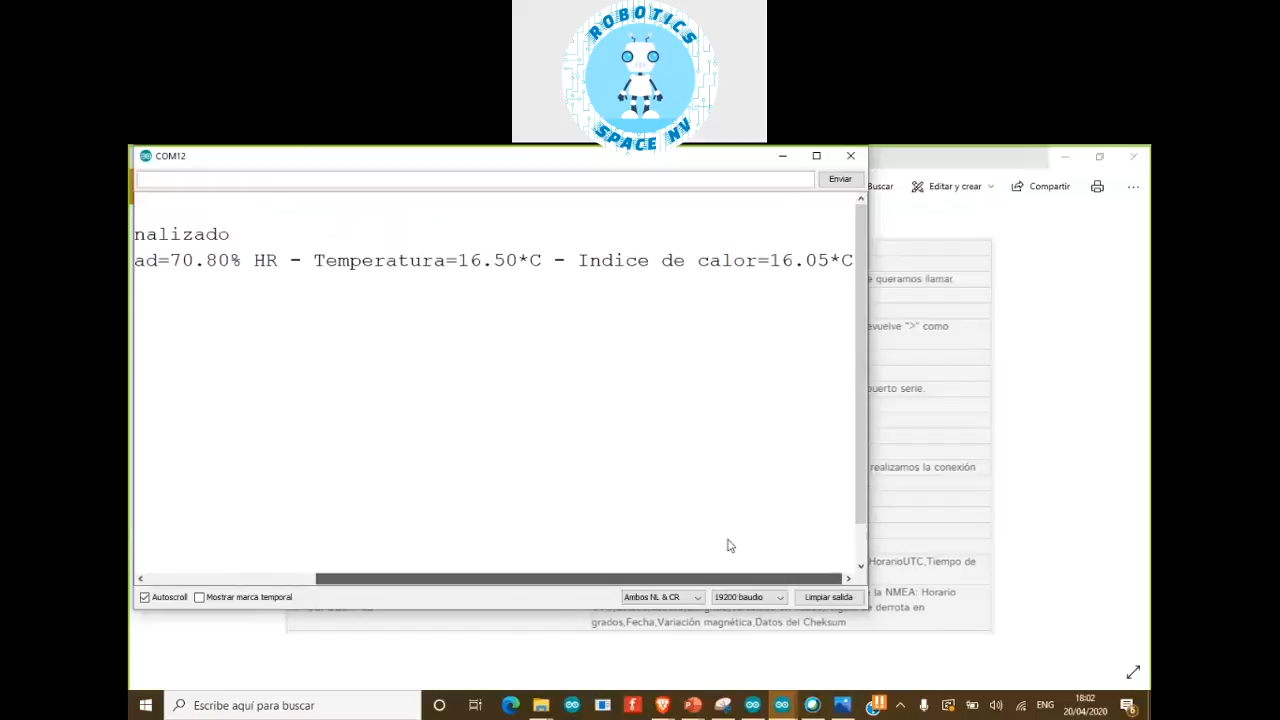 ROBOTICS
SPACE NV
COM12
Enviar
Buscar
Editar y crear
Compartir
nalizado
ad=70.80% HR - Temperatura=16.50*C - Indice de calor=16.05*C
e queramos llamar.
evuelve ">" como
puerto serie.
realizamos la conexión
HorarioUTC,Tiempo de
e la NMEA: Horario
de derrota en
grados,Fecha,Variación magnética,Datos del Cheksum
Autoscroll
Mostrar marca temporal
Ambos NL & CR
19200 baudio
Limpiar salida
Escribe aquí para buscar
ENG
18:02
20/04/2020